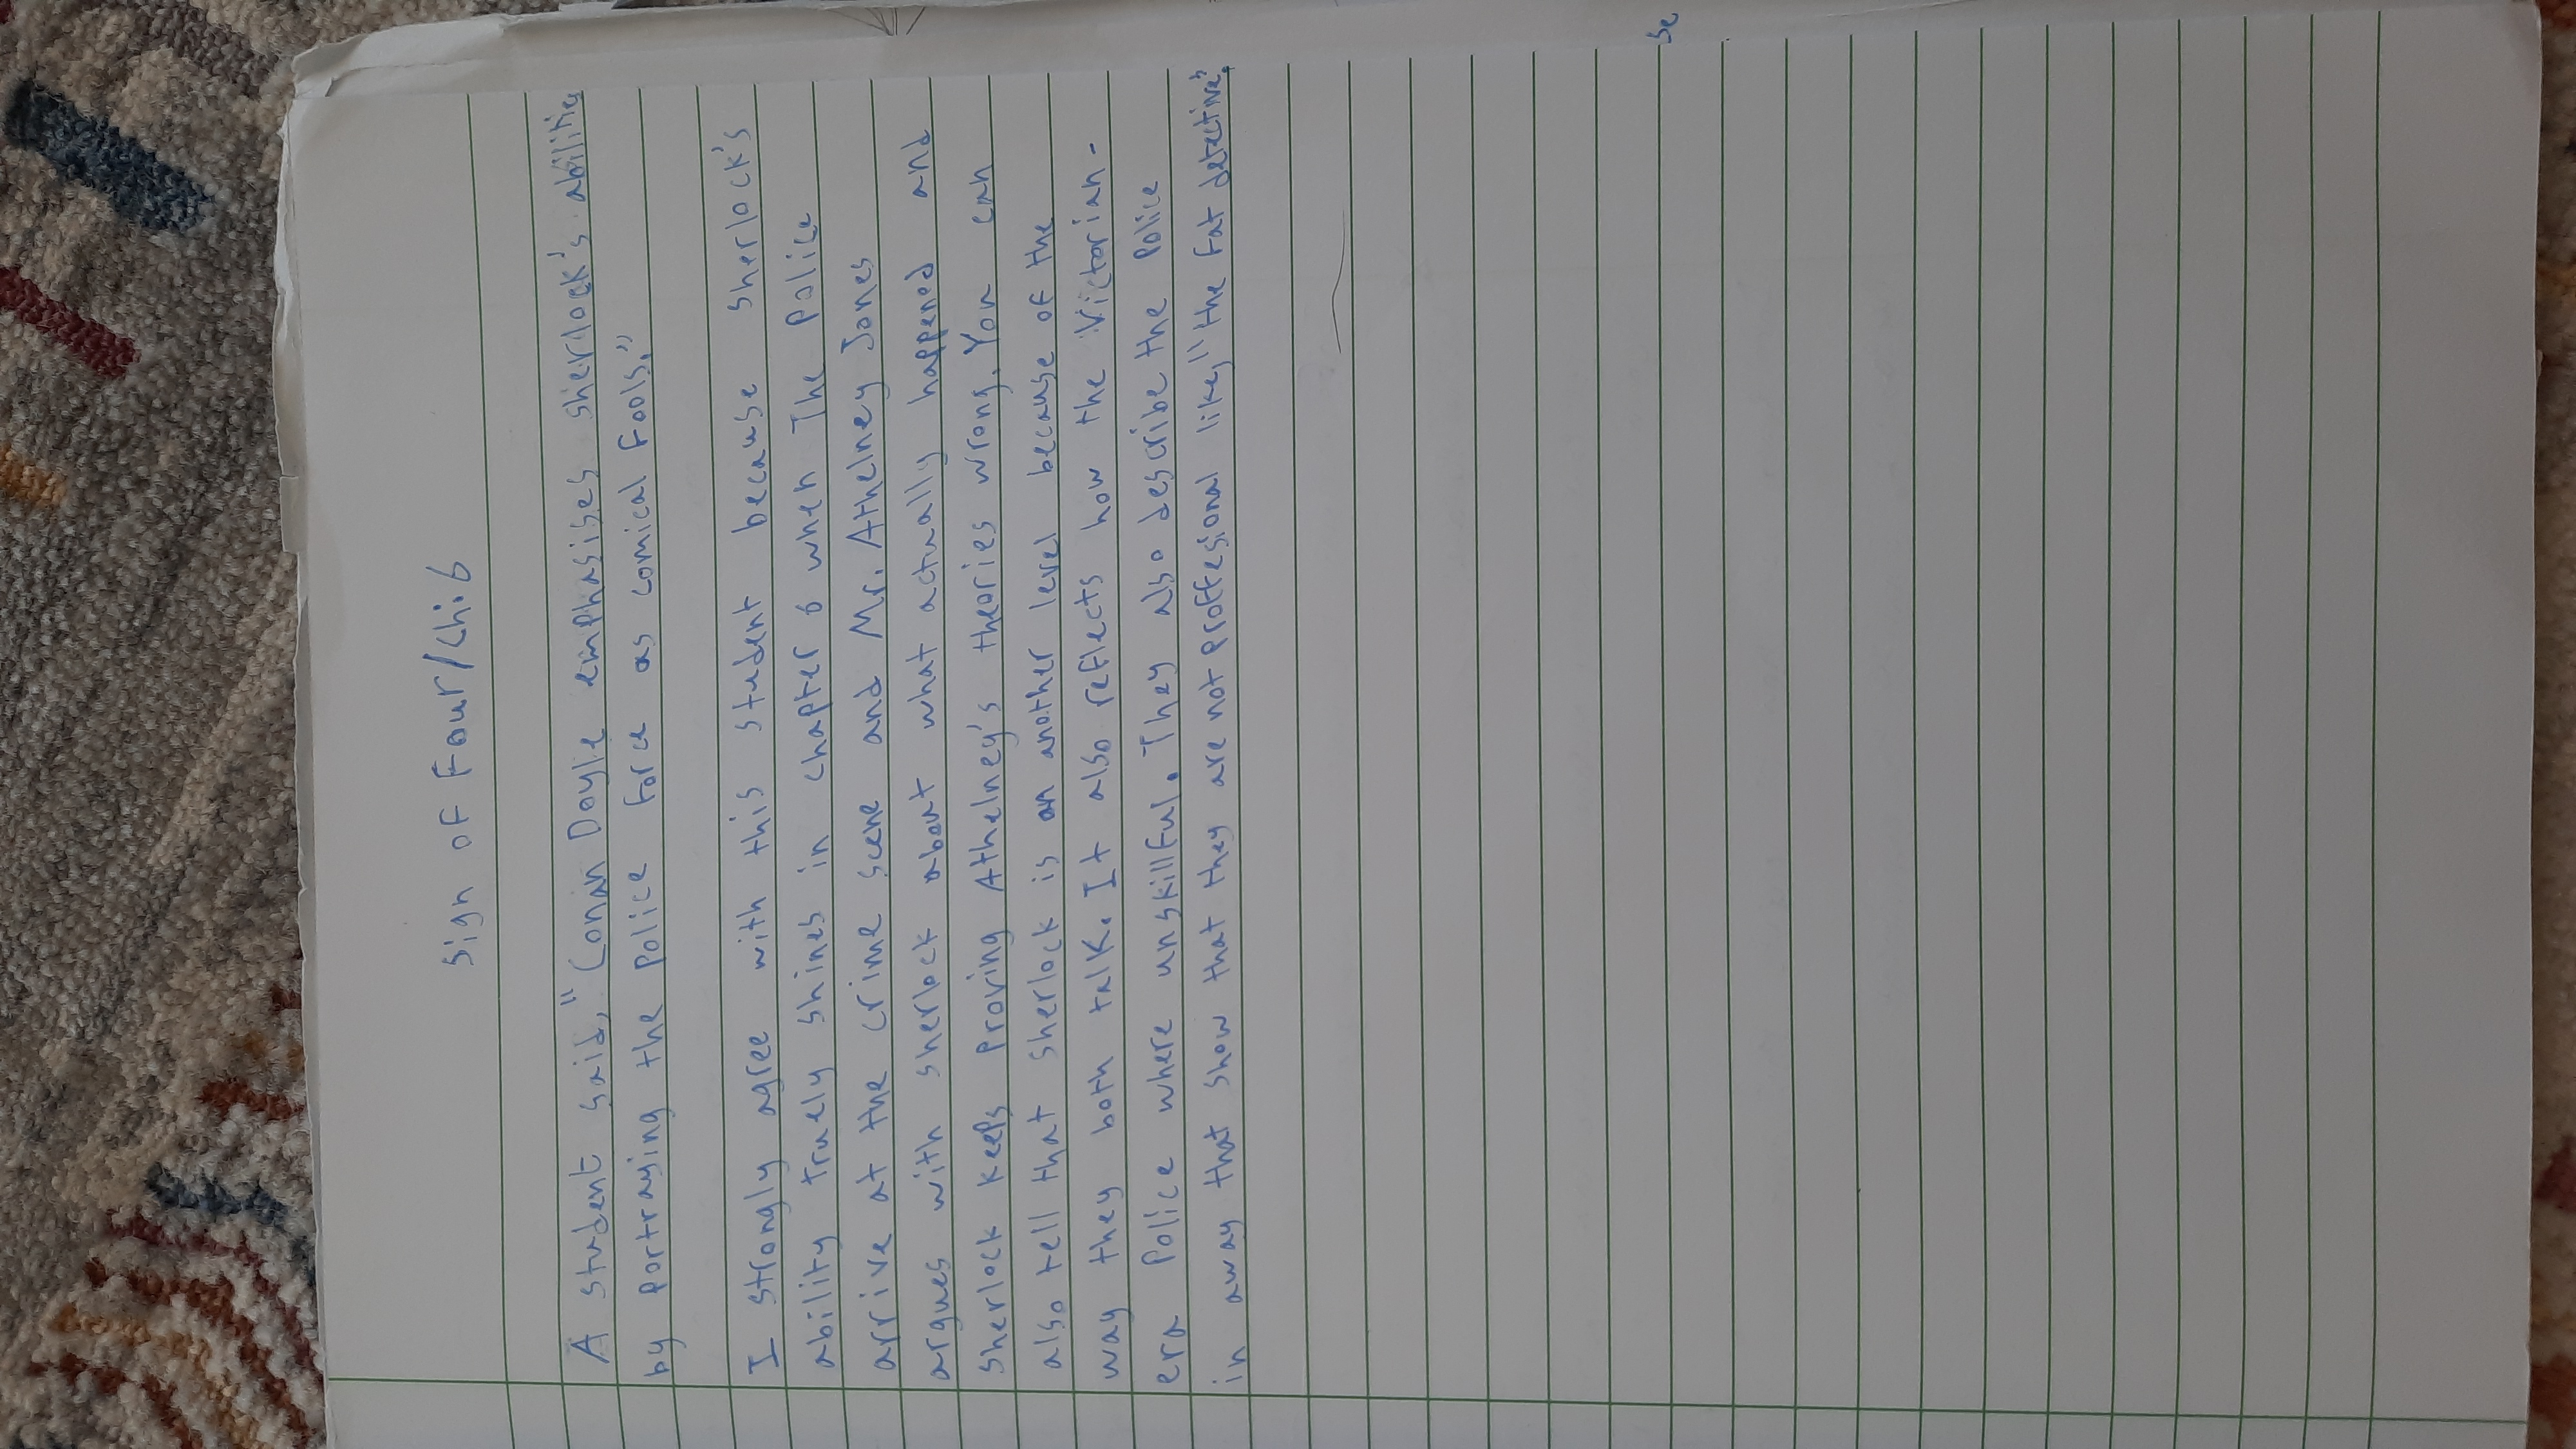 Sign of Four/Ch:6
A student said, "Conan Doyle emphasises Sherlock's abilities
by portraying the police force as comical fools."
I strongly agree with this student because Sherlock's
ability truely shines in chapter 6 when The Police
arrive at the crime scene and Mr. Athelney Jones
argues with Sherlock about what actually happened and
Sherlock keeps proving Athelney's theories wrong. You can
also tell that Sherlock is on another level because of the
way they both talk. It also reflects how the Victorian-
era Police where unskillful. They also describe the Police
in away that show that they are not proffesional like, "the fat detective".
Se